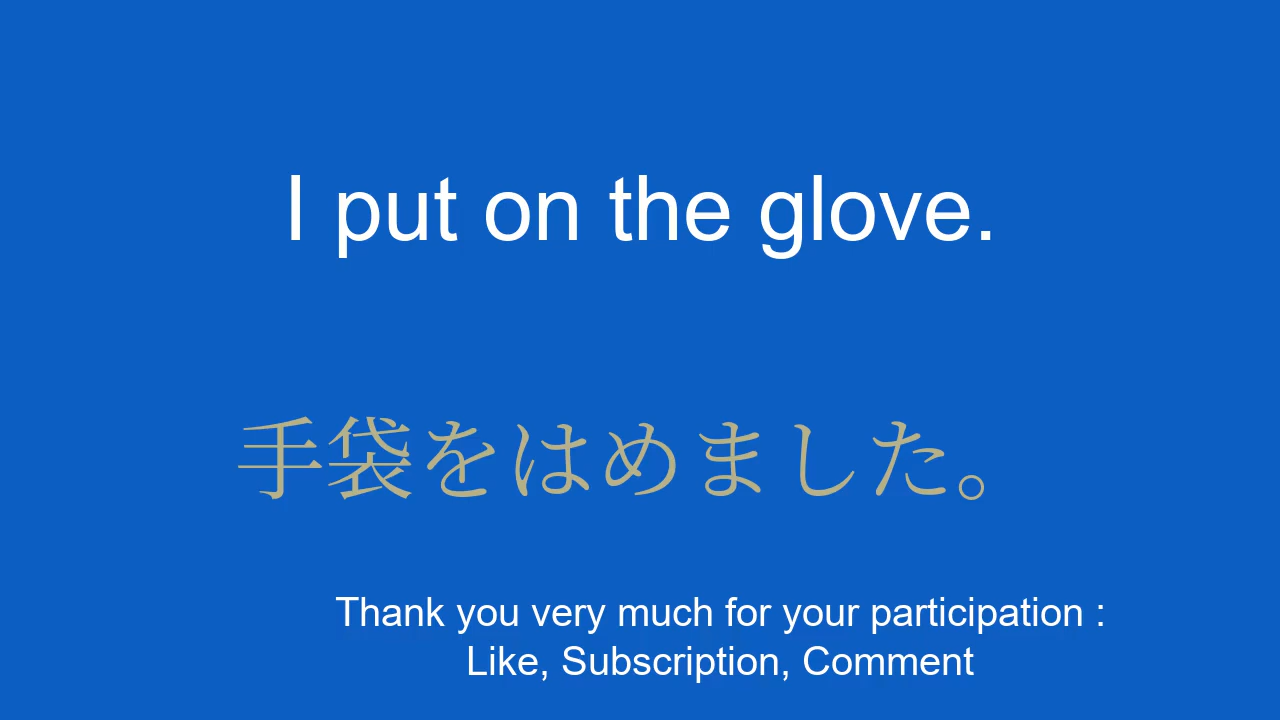 I put on the glove.
手袋をはめました。
Thank you very much for your participation :
Like, Subscription, Comment